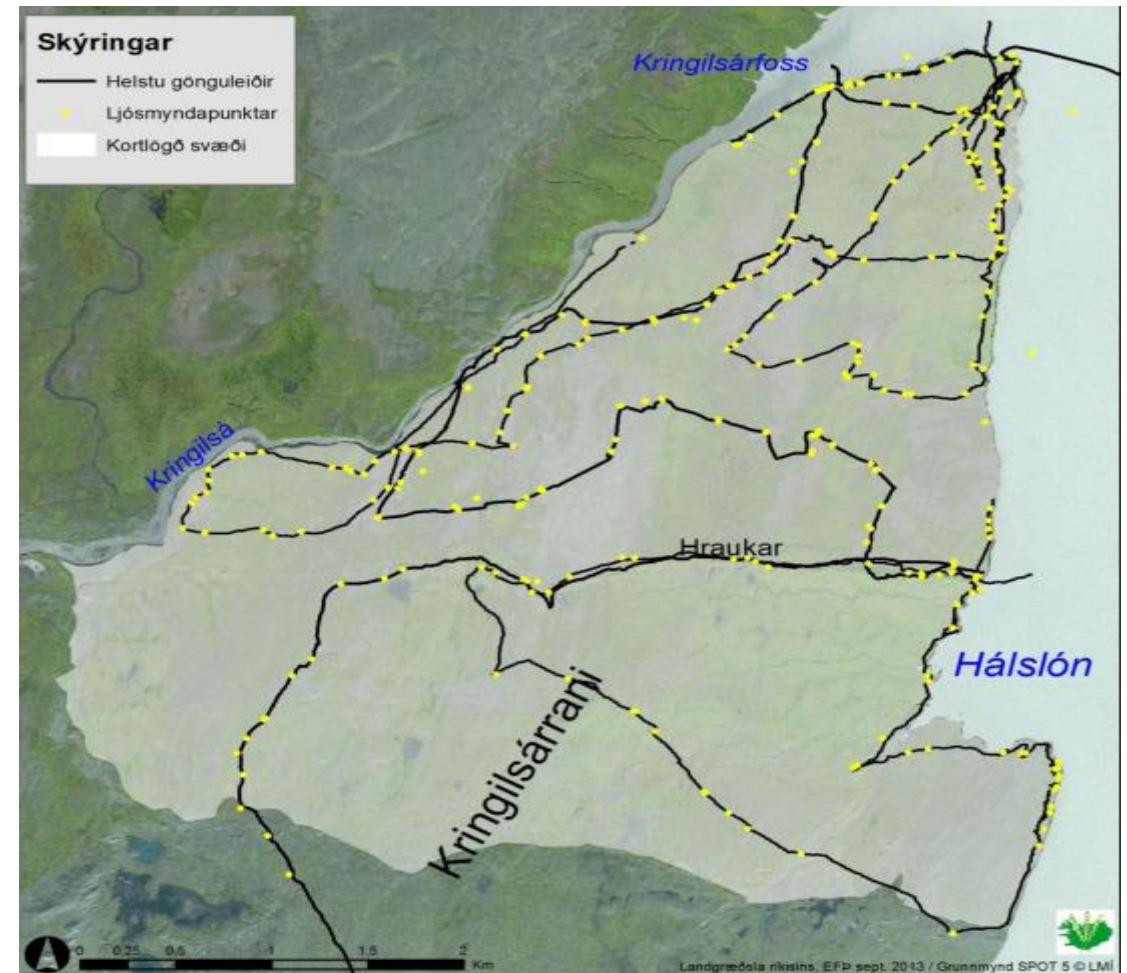 Skýringar
Helstu gönguleiðir
Ljósmyndapunktar
Kortlögð svæði
Kringilsárfoss
Kringilsá
Hraukar
Hálslón
Kringilsárrani
0 0,25 0,5 1 1,5 2
Km
Landgræðsla ríkisins, EFÞ sept. 2013 / Grunnmynd SPOT 5 © LMÍ